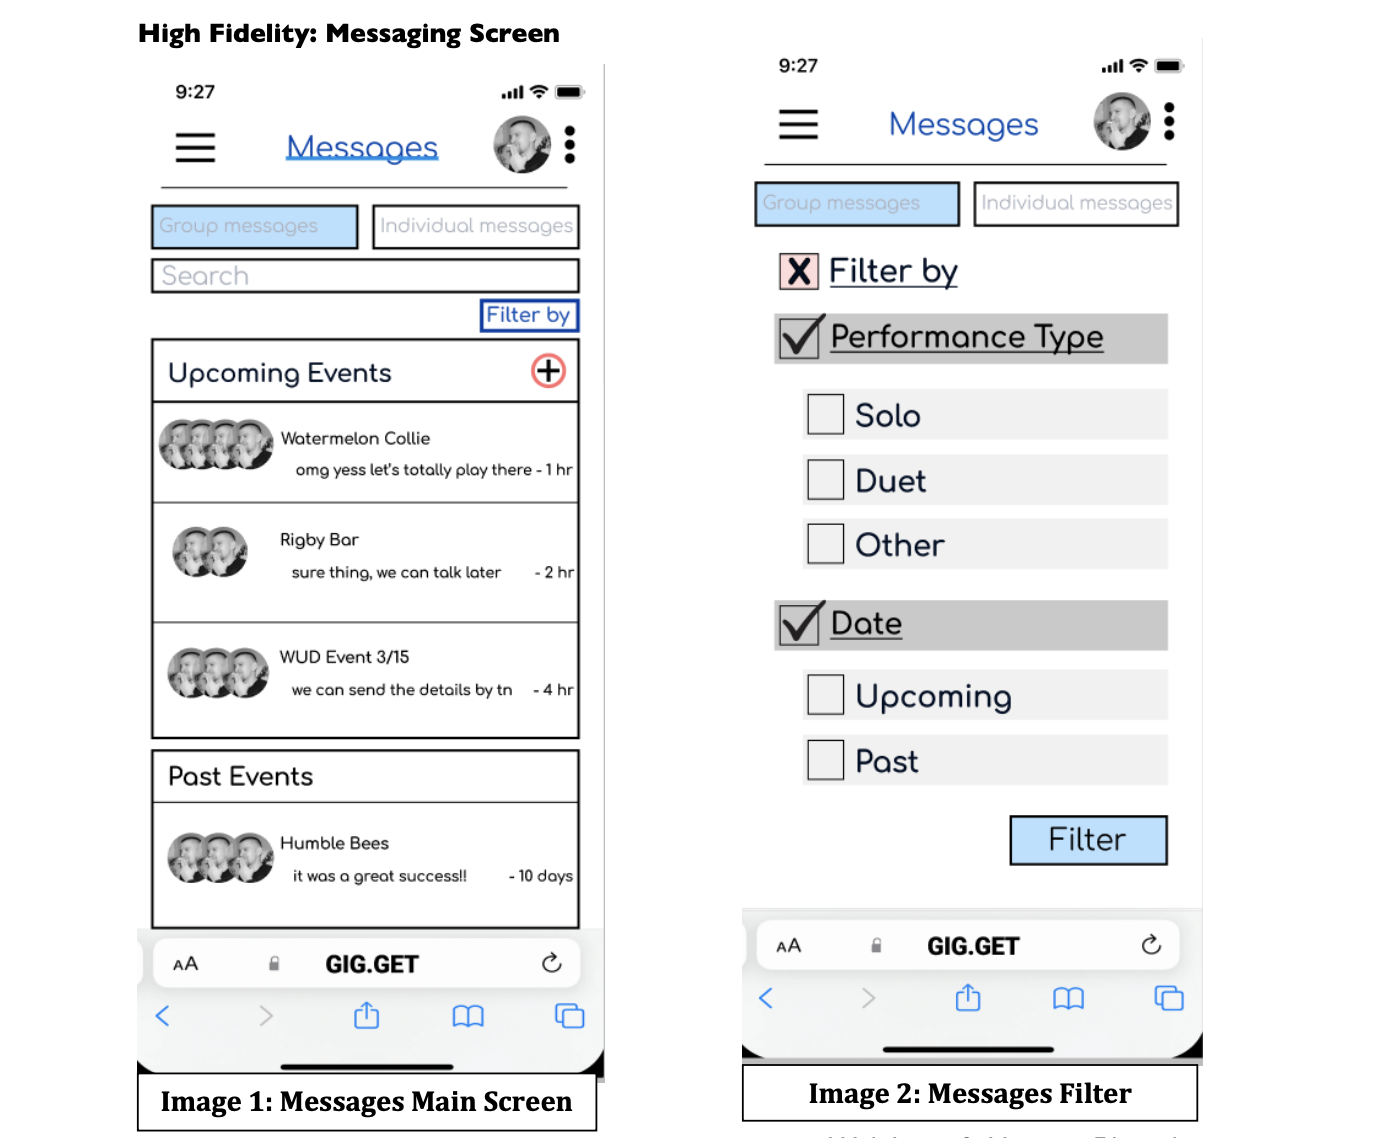 High Fidelity: Messaging Screen
9:27
Messages
Group messages
Individual messages
Search
Filter by
Upcoming Events
Watermelon Collie
omg yess let's totally play there - 1 hr
Rigby Bar
sure thing, we can talk later - 2 hr
WUD Event 3/15
we can send the details by tn - 4 hr
Past Events
Humble Bees
it was a great success!! - 10 days
AA GIG.GET
Image 1: Messages Main Screen
9:27
Messages
Group messages
Individual messages
X Filter by
Performance Type
Solo
Duet
Other
Date
Upcoming
Past
Filter
AA GIG.GET
Image 2: Messages Filter